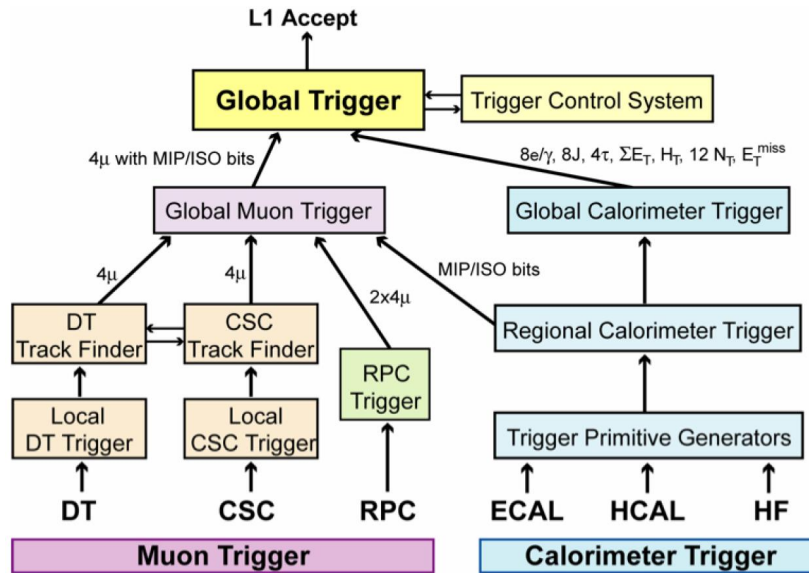 L1 Accept
Global Trigger
Trigger Control System
4μ with MIP/ISO bits
8e/γ, 8J, 4τ, ΣE_T, H_T, 12 N_T, E_T^miss
Global Muon Trigger
Global Calorimeter Trigger
4μ
4μ
2x4μ
MIP/ISO bits
DT
Track Finder
CSC
Track Finder
Regional Calorimeter Trigger
RPC
Trigger
Local
DT Trigger
Local
CSC Trigger
Trigger Primitive Generators
DT
CSC
RPC
ECAL
HCAL
HF
Muon Trigger
Calorimeter Trigger